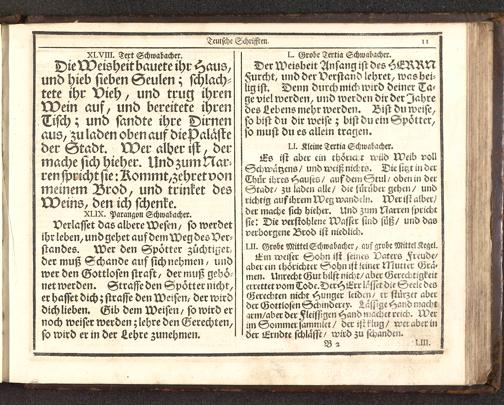 Teutsche Schrifften.
11
XLVIII. Text Schwabacher.
Die Weisheit bauete ihr Haus,
und hieb sieben Seulen; schlach-
tete ihr Vieh, und trug ihren
Wein auf, und bereitete ihren
Tisch; und sandte ihre Dirnen
aus, zu laden oben auf die Paläste
der Stadt. Wer alber ist, der
mache sich hieher. Und zum Nar-
ren spricht sie: Kommt, zehret von
meinem Brod, und trinket des
Weins, den ich schenke.
XLIX. Parangon Schwabacher.
Verlasset das albere Wesen, so werdet
ihr leben, und gehet auf dem Weg des Ver-
standes. Wer den Spötter züchtiget,
der muß Schande auf sich nehmen, und
wer den Gottlosen straft, der muß gehö-
net werden. Straffe den Spötter nicht,
er hasset dich; straffe den Weisen, der wird
dich lieben. Gib dem Weisen, so wird er
noch weiser werden; lehre den Gerechten,
so wird er in der Lehre zunehmen.
L. Grobe Tertia Schwabacher.
Der Weisheit Anfang ist des HERRN
Furcht, und der Verstand lehret, was hei-
lig ist. Denn durch mich wird deiner Ta-
ge viel werden, und werden dir der Jahre
des Lebens mehr werden. Bist du weise,
so bist du dir weise; bist du ein Spötter,
so must du es allein tragen.
LI. Kleine Tertia Schwabacher.
Es ist aber ein thöricht wild Weib voll
Schwätzens/ und weiß nichts. Die sizt in der
Thür ihres Hauses/ auf dem Stul/ oben in der
Stadt/ zu laden alle/ die fürüber gehen/ und
richtig auf ihrem Weg wandeln. Wer ist alber/
der mache sich hieher. Und zum Narren spricht
sie: Die verstohlene Wasser sind süß/ und das
verborgene Brod ist niedlich.
LII. Grobe Mittel Schwabacher, auf grobe Mittel Kegel.
Ein weiser Sohn ist seines Vaters Freude/
aber ein thörichter Sohn ist seiner Mutter Grä-
men. Unrecht Gut hilft nicht/ aber Gerechtigkeit
errettet vom Tode. Der HErr lässet die Seele des
Gerechten nicht Hunger leiden/ er stürzet aber
der Gottlosen Schinderey. Lässige Hand macht
arm/ aber der Fleissigen Hand machet reich. Wer
im Sommer sammlet/ der ist klug/ wer aber in
der Erndte schläfft/ wird zu schanden.
B 2
LIII.